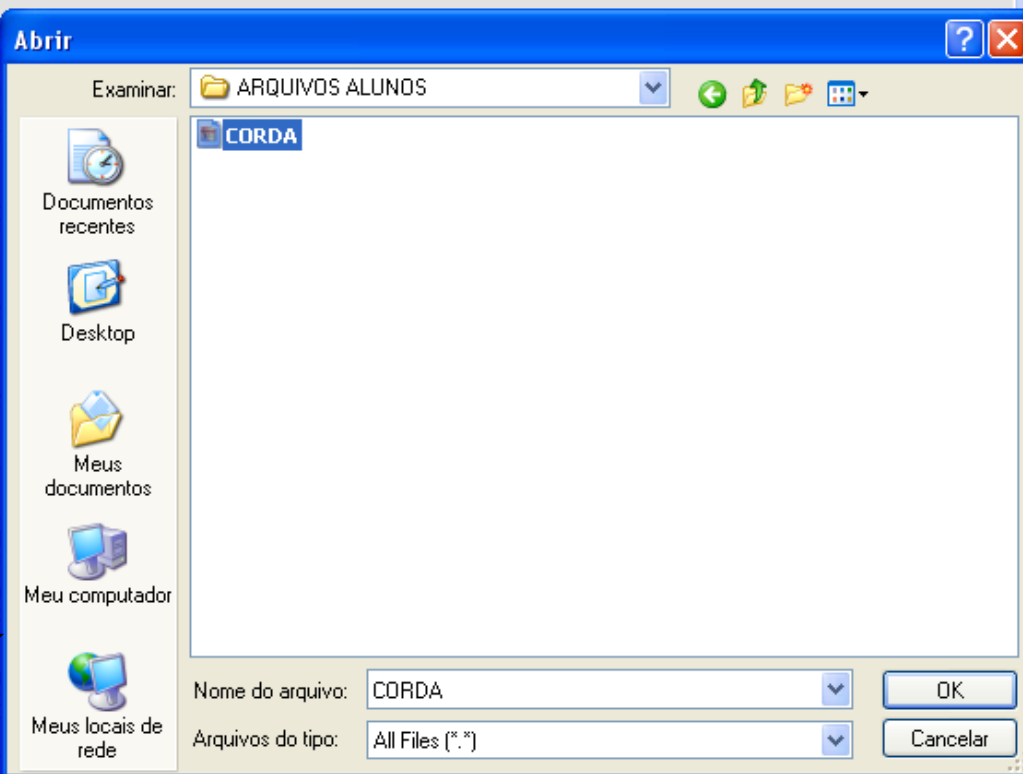 Abrir
Examinar:
ARQUIVOS ALUNOS
CORDA
Documentos
recentes
Desktop
Meus
documentos
Meu computador
Meus locais de
rede
Nome do arquivo:
CORDA
OK
Arquivos do tipo:
All Files (*.*)
Cancelar